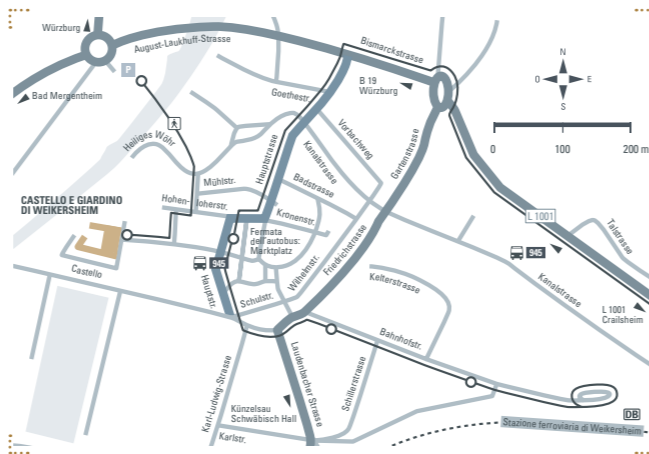 Würzburg
August-Laukhuff-Strasse
Bismarckstrasse
N
O
E
S
B 19
Würzburg
P
Bad Mergentheim
Goethestr.
0
100
200 m
Heiliges Wöhr
Hauptstrasse
Vorbachweg
Kanalstrasse
Gartenstrasse
Mühlstr.
Badstrasse
CASTELLO E GIARDINO
DI WEIKERSHEIM
Hohen-
loherstr.
Kronenstr.
L 1001
Talstrasse
Fermata
dell'autobus:
Marktplatz
945
945
Friedrichstrasse
Wilhelmstr.
Castello
Hauptstr.
Schulstr.
Kelterstrasse
Kanalstrasse
L 1001
Crailsheim
Bahnhofstr.
Karl-Ludwig-Strasse
Laudenbacher Strasse
Schillerstrasse
Künzelsau
Schwäbisch Hall
Karlstr.
DB
Stazione ferroviaria di Weikersheim